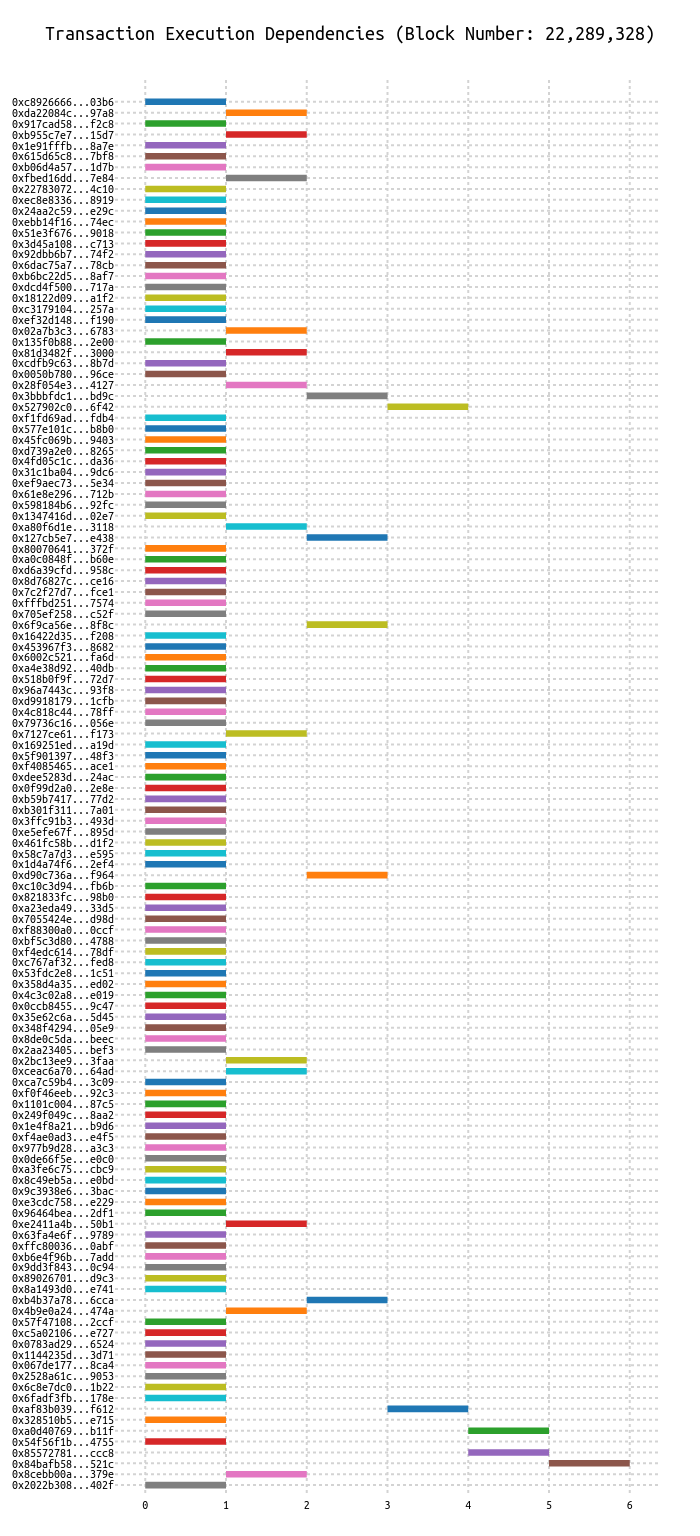 Transaction Execution Dependencies (Block Number: 22,289,328)
0xc8926666...03b6
0xda22084c...97a8
0x917cad58...f2c8
0xb955c7e7...15d7
0x1e91fffb...8a7e
0x615d65c8...7bf8
0xb06d4a57...1d7b
0xfbed16dd...7e84
0x22783072...4c10
0xec8e8336...8919
0x24aa2c59...e29c
0xebb14f16...74ec
0x51e3f676...9018
0x3d45a108...c713
0x92dbb6b7...74f2
0x6dac75a7...78cb
0xb6bc22d5...8af7
0xdcd4f500...717a
0x18122d09...a1f2
0xc3179104...257a
0xef32d148...f190
0x02a7b3c3...6783
0x135f0b88...2e00
0x81d3482f...3000
0xcdfb9c63...8b7d
0x0050b780...96ce
0x28f054e3...4127
0x3bbbfdc1...bd9c
0x527902c0...6f42
0xf1fd69ad...fdb4
0x577e101c...b8b0
0x45fc069b...9403
0xd739a2e0...8265
0x4fd05c1c...da36
0x31c1ba04...9dc6
0xef9aec73...5e34
0x61e8e296...712b
0x598184b6...92fc
0x1347416d...02e7
0xa80f6d1e...3118
0x127cb5e7...e438
0x80070641...372f
0xa0c0848f...b60e
0xd6a39cfd...958c
0x8d76827c...ce16
0x7c2f27d7...fce1
0xfffbd251...7574
0x705ef258...c52f
0x6f9ca56e...8f8c
0x16422d35...f208
0x453967f3...8682
0x6002c521...fa6d
0xa4e38d92...40db
0x518b0f9f...72d7
0x96a7443c...93f8
0xd9918179...1cfb
0x4c818c44...78ff
0x79736c16...056e
0x7127ce61...f173
0x169251ed...a19d
0x5f901397...48f3
0xf4085465...ace1
0xdee5283d...24ac
0x0f99d2a0...2e8e
0xb59b7417...77d2
0xb301f311...7a01
0x3ffc91b3...493d
0xe5efe67f...895d
0x461fc58b...d1f2
0x58c7a7d3...e595
0x1d4a74f6...2ef4
0xd90c736a...f964
0xc10c3d94...fb6b
0x821833fc...98b0
0xa23eda49...33d5
0x7055424e...d98d
0xf88300a0...0ccf
0xbf5c3d80...4788
0xf4edc614...78df
0xc767af32...fed8
0x53fdc2e8...1c51
0x358d4a35...ed02
0x4c3c02a8...e019
0x0ccb8455...9c47
0x35e62c6a...5d45
0x348f4294...05e9
0x8de0c5da...beec
0x2aa23405...bef3
0x2bc13ee9...3faa
0xceac6a70...64ad
0xca7c59b4...3c09
0xf0f46eeb...92c3
0x1101c004...87c5
0x249f049c...8aa2
0x1e4f8a21...b9d6
0xf4ae0ad3...e4f5
0x977b9d28...a3c3
0x0de66f5e...e0c0
0xa3fe6c75...cbc9
0x8c49eb5a...e0bd
0x9c3938e6...3bac
0xe3cdc758...e229
0x96464bea...2df1
0xe2411a4b...50b1
0x63fa4e6f...9789
0xffc80036...0abf
0xb6e4f96b...7add
0x9dd3f843...0c94
0x89026701...d9c3
0x8a1493d0...e741
0xb4b37a78...6cca
0x4b9e0a24...474a
0x57f47108...2ccf
0xc5a02106...e727
0x0783ad29...6524
0x1144235d...3d71
0x067de177...8ca4
0x2528a61c...9053
0x6c8e7dc0...1b22
0x6fadf3fb...178e
0xaf83b039...f612
0x328510b5...e715
0xa0d40769...b11f
0x54f56f1b...4755
0x85572781...ccc8
0x84bafb58...521c
0x8cebb00a...379e
0x2022b308...402f
0 1 2 3 4 5 6